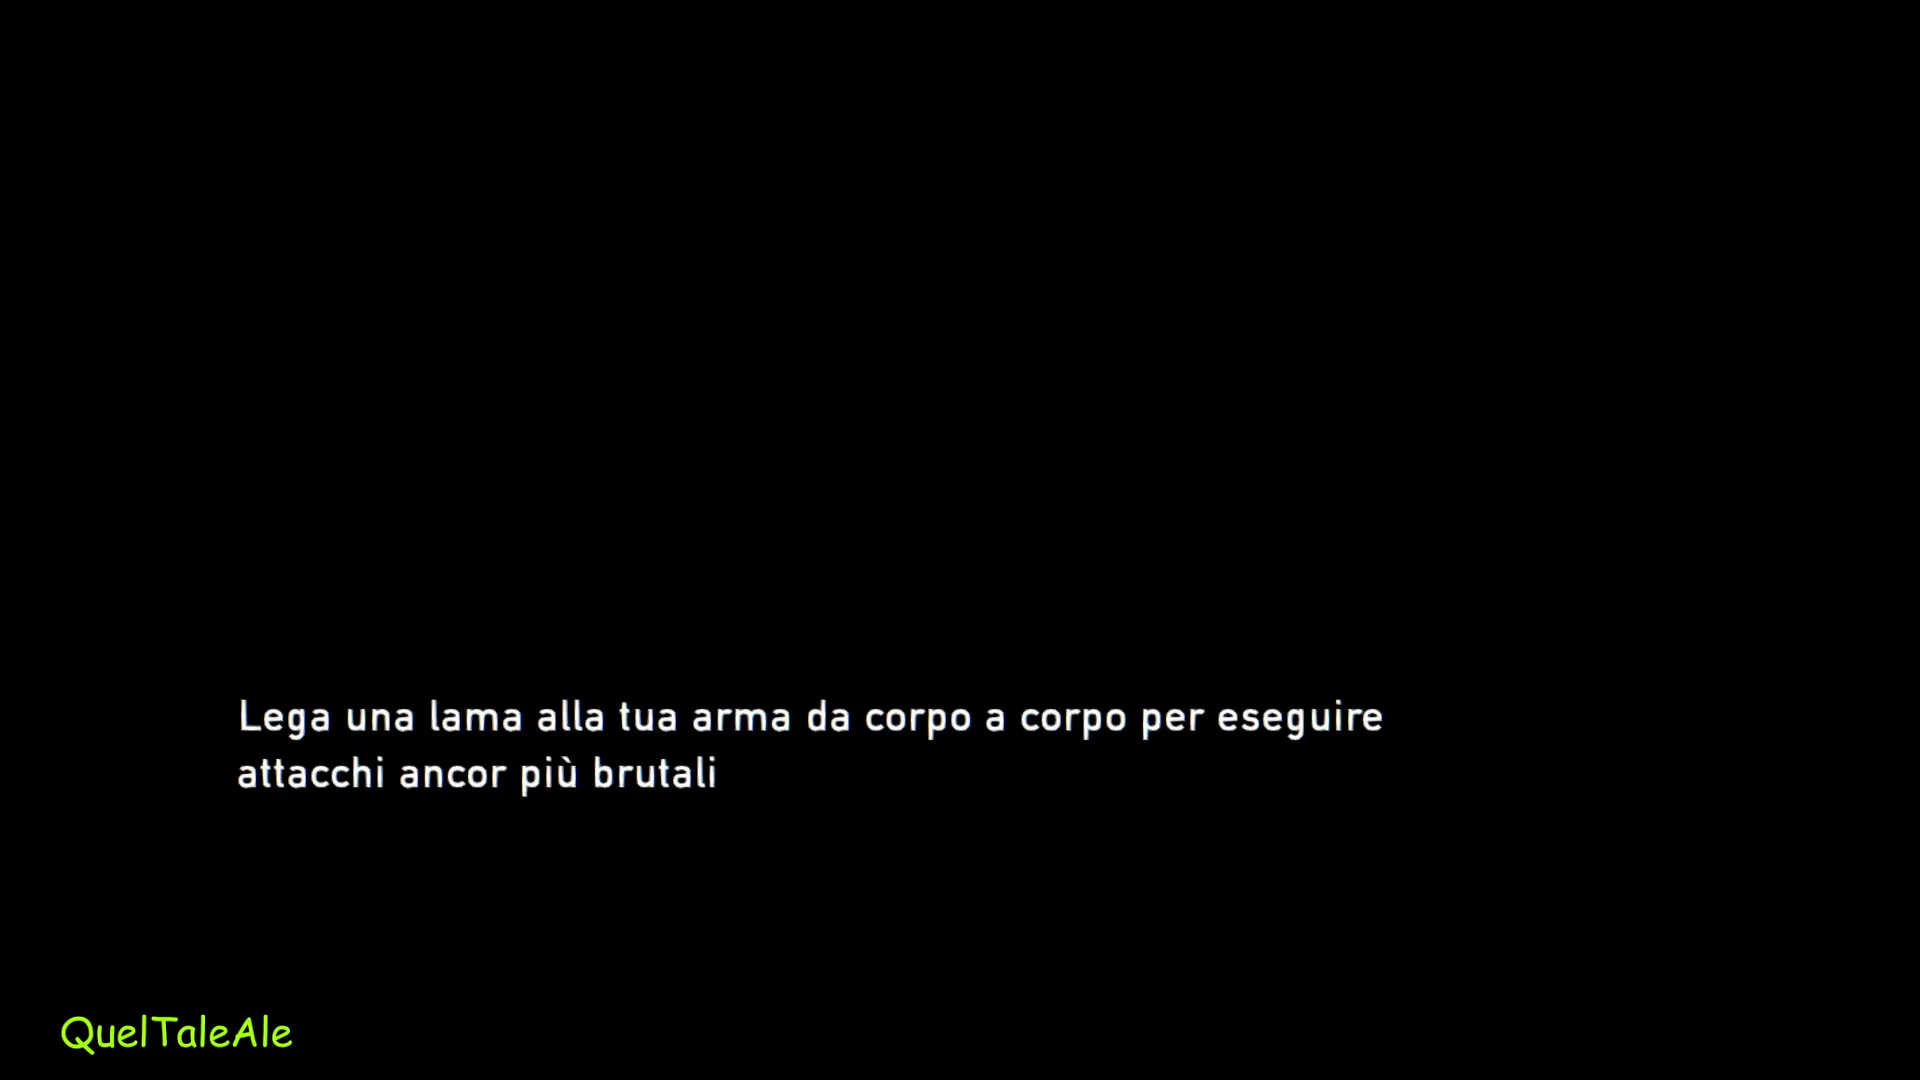 Lega una lama alla tua arma da corpo a corpo per eseguire
attacchi ancor più brutali
QuelTaleAle